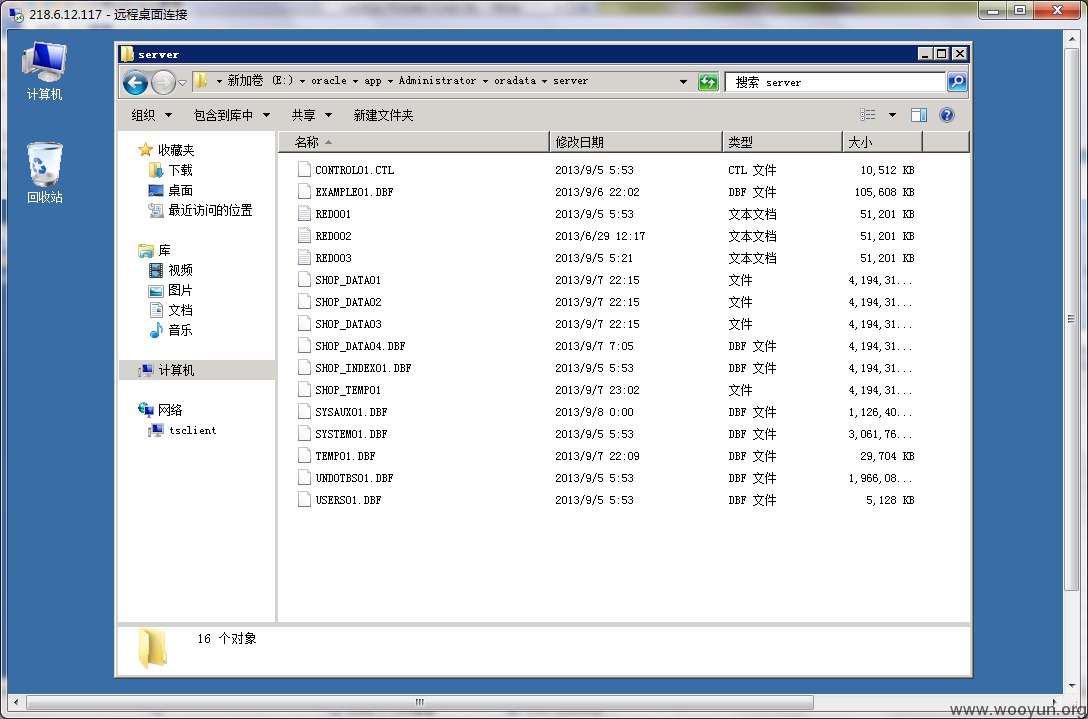 218.6.12.117 - 远程桌面连接
计算机
回收站
server
新加卷 (E:) oracle app Administrator oradata server
搜索 server
组织 包含到库中 共享 新建文件夹
收藏夹
下载
桌面
最近访问的位置
库
视频
图片
文档
音乐
计算机
网络
tsclient
名称 修改日期 类型 大小
CONTROL01.CTL 2013/9/5 5:53 CTL 文件 10,512 KB
EXAMPLE01.DBF 2013/9/6 22:02 DBF 文件 105,608 KB
REDO01 2013/9/5 5:53 文本文档 51,201 KB
REDO02 2013/6/29 12:17 文本文档 51,201 KB
REDO03 2013/9/5 5:21 文本文档 51,201 KB
SHOP_DATA01 2013/9/7 22:15 文件 4,194,31...
SHOP_DATA02 2013/9/7 22:15 文件 4,194,31...
SHOP_DATA03 2013/9/7 22:15 文件 4,194,31...
SHOP_DATA04.DBF 2013/9/7 7:05 DBF 文件 4,194,31...
SHOP_INDEX01.DBF 2013/9/5 5:53 DBF 文件 4,194,31...
SHOP_TEMP01 2013/9/7 23:02 文件 4,194,31...
SYSAUX01.DBF 2013/9/8 0:00 DBF 文件 1,126,40...
SYSTEM01.DBF 2013/9/5 5:53 DBF 文件 3,061,76...
TEMP01.DBF 2013/9/7 22:09 DBF 文件 29,704 KB
UNDOTBS01.DBF 2013/9/5 5:53 DBF 文件 1,966,08...
USERS01.DBF 2013/9/5 5:53 DBF 文件 5,128 KB
16 个对象
www.wooyun.org